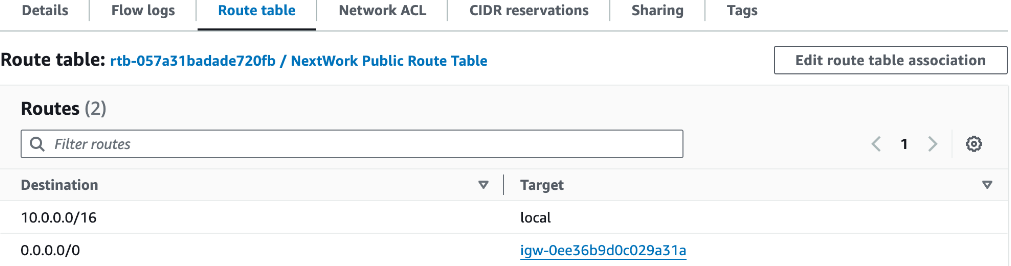 Details Flow logs Route table Network ACL CIDR reservations Sharing Tags
Route table: rtb-057a31badade720fb / NextWork Public Route Table Edit route table association
Routes (2)
Filter routes 1
Destination Target
10.0.0.0/16 local
0.0.0.0/0 igw-0ee36b9d0c029a31a